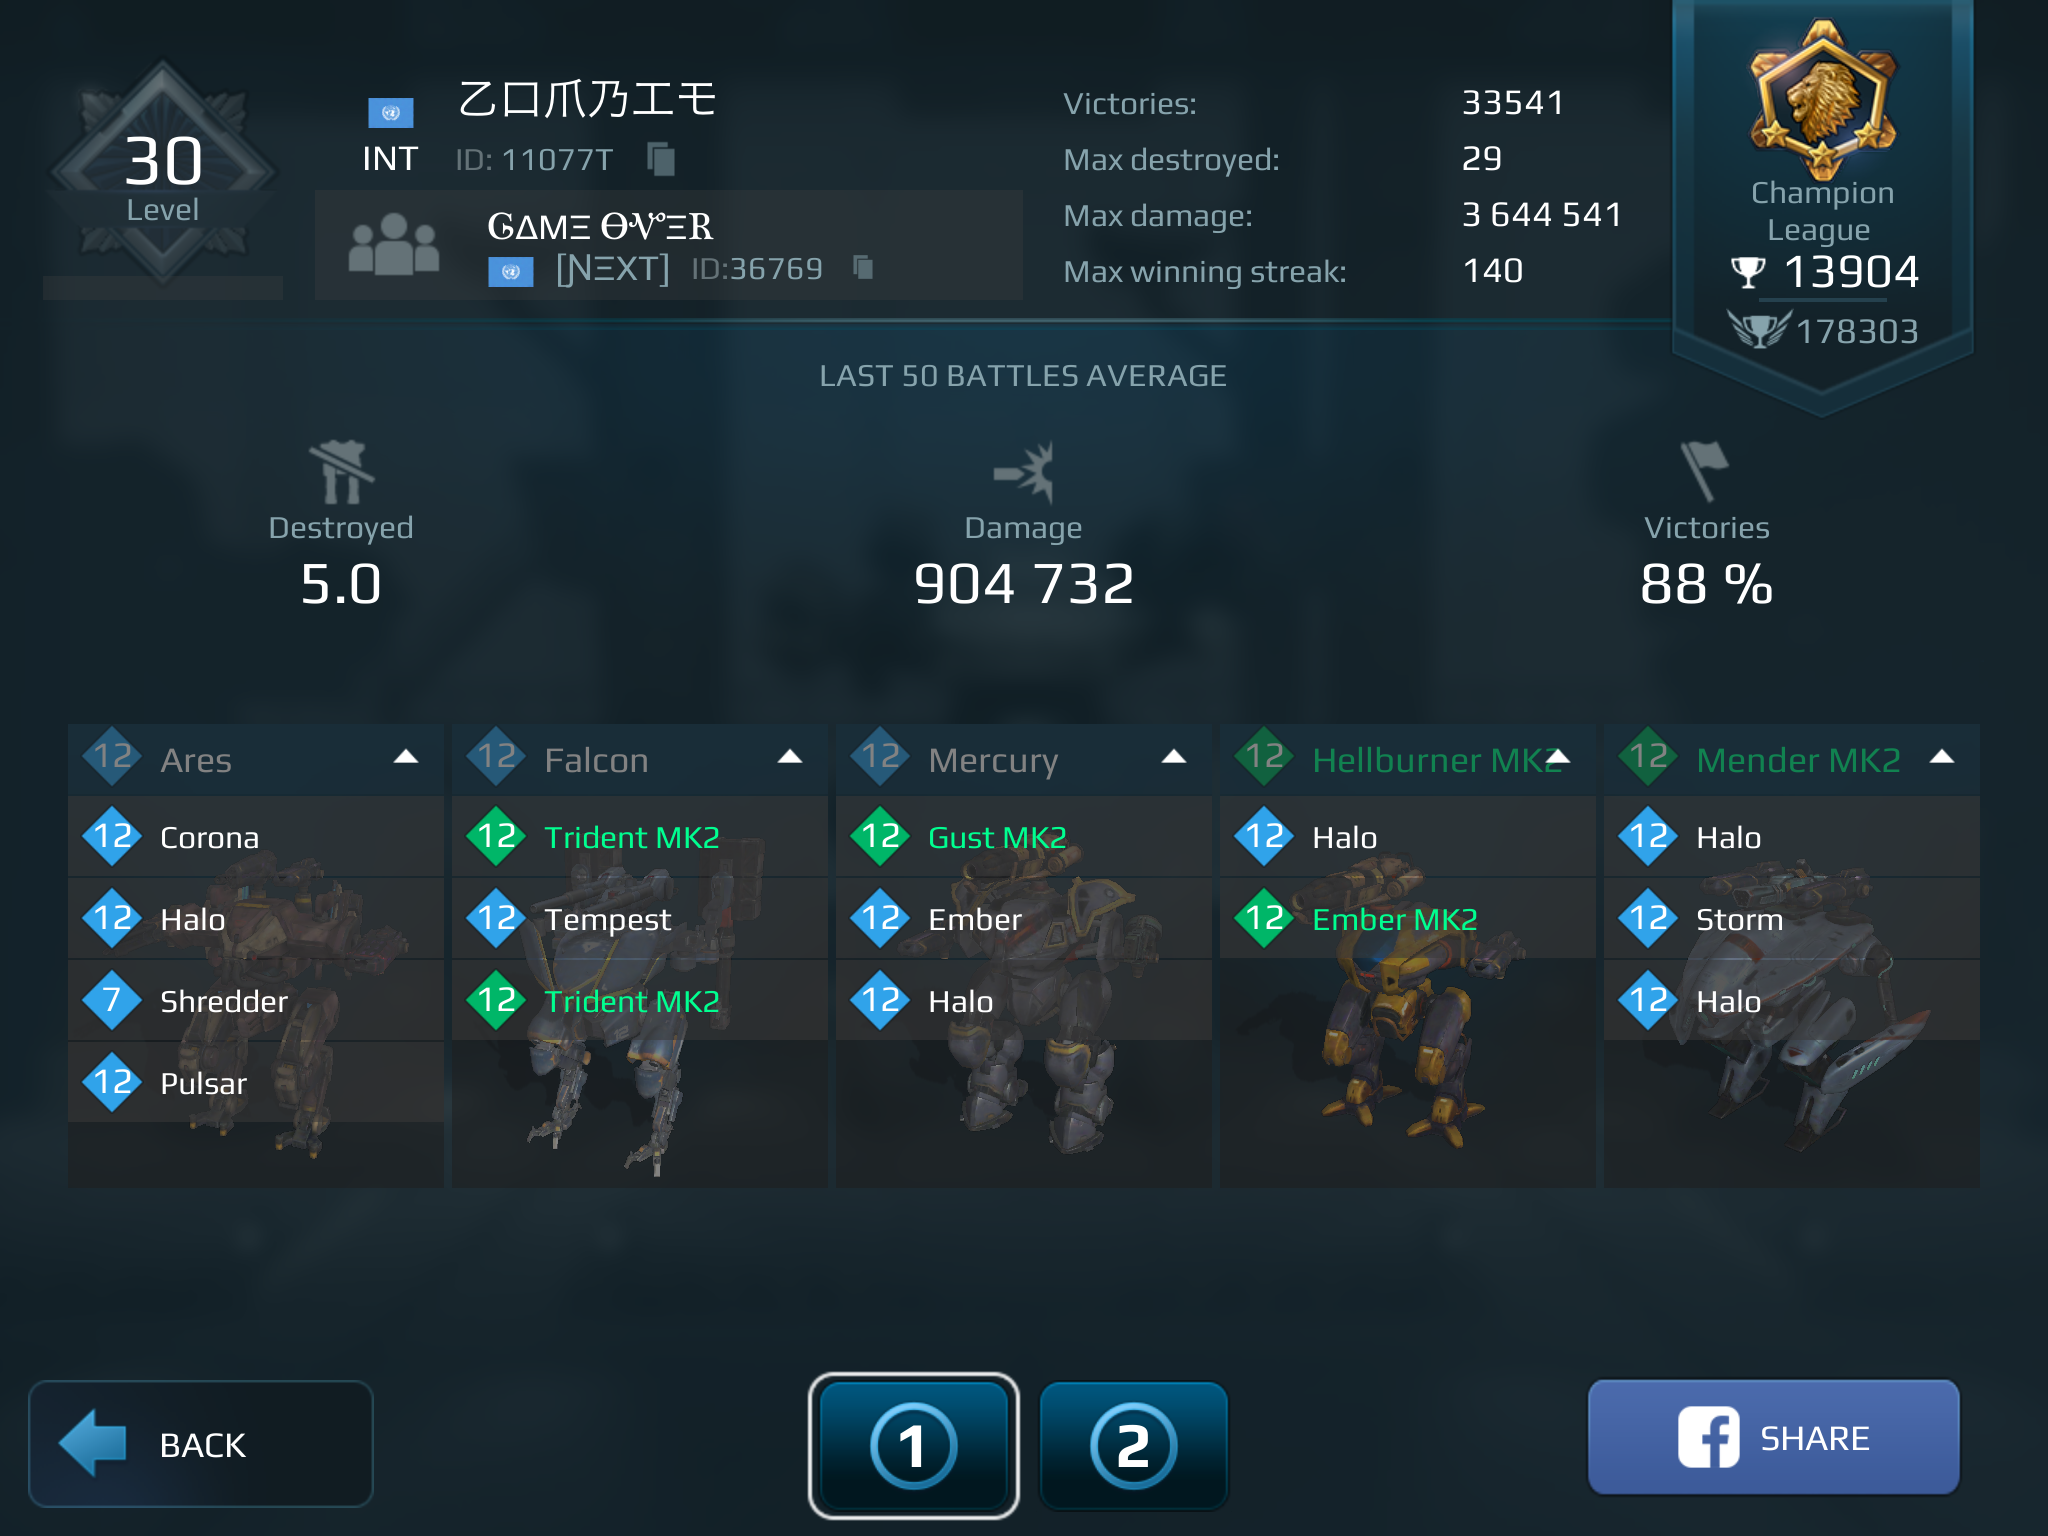 30
Level
乙口爪乃工モ
INT ID: 11077T
GΔMΞ ӨVΞR
[ƝΞXT] ID:36769
Victories: 33541
Max destroyed: 29
Max damage: 3 644 541
Max winning streak: 140
Champion
League
13904
178303
LAST 50 BATTLES AVERAGE
Destroyed
5.0
Damage
904 732
Victories
88 %
12 Ares
12 Corona
12 Halo
7 Shredder
12 Pulsar
12 Falcon
12 Trident MK2
12 Tempest
12 Trident MK2
12 Mercury
12 Gust MK2
12 Ember
12 Halo
12 Hellburner MK2
12 Halo
12 Ember MK2
12 Mender MK2
12 Halo
12 Storm
12 Halo
BACK
1
2
SHARE